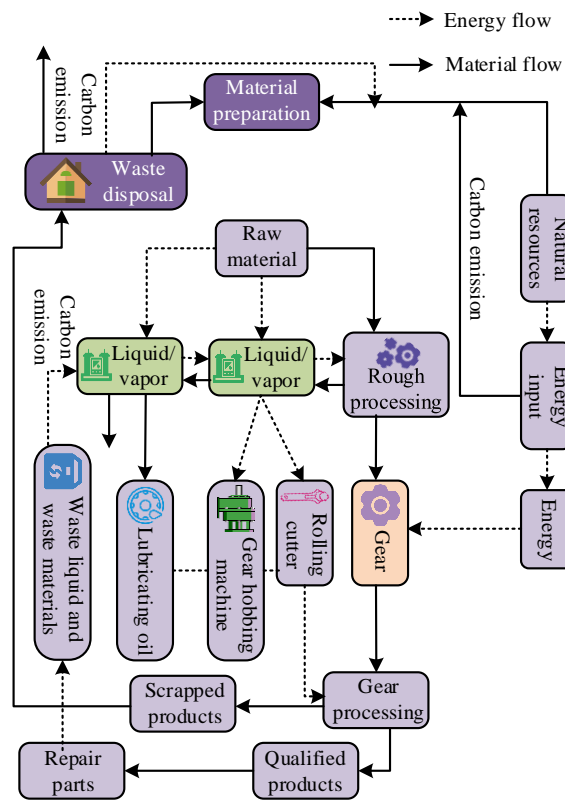 Energy flow
Material flow
Carbon
emission
Material
preparation
Waste
disposal
Carbon emission
Natural
resources
Raw
material
Carbon
emission
Liquid/
vapor
Liquid/
vapor
Rough
processing
Energy
input
Waste liquid and
waste materials
Lubricating oil
Gear hobbing
machine
Rolling
cutter
Gear
Energy
Scrapped
products
Gear
processing
Repair
parts
Qualified
products